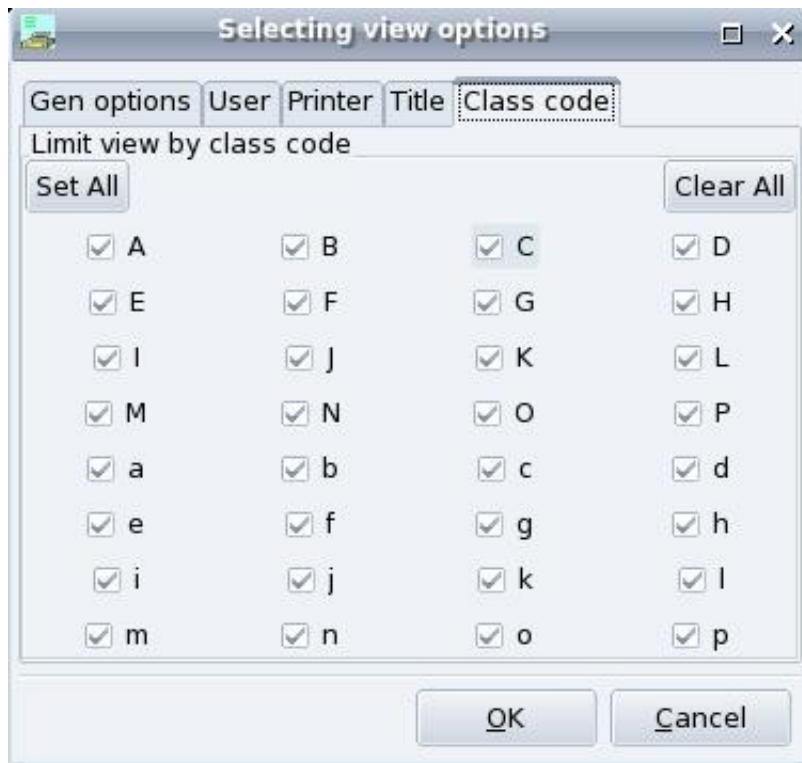 Selecting view options
Gen options User Printer Title Class code
Limit view by class code
Set All Clear All
A B C D
E F G H
I J K L
M N O P
a b c d
e f g h
i j k l
m n o p
OK Cancel